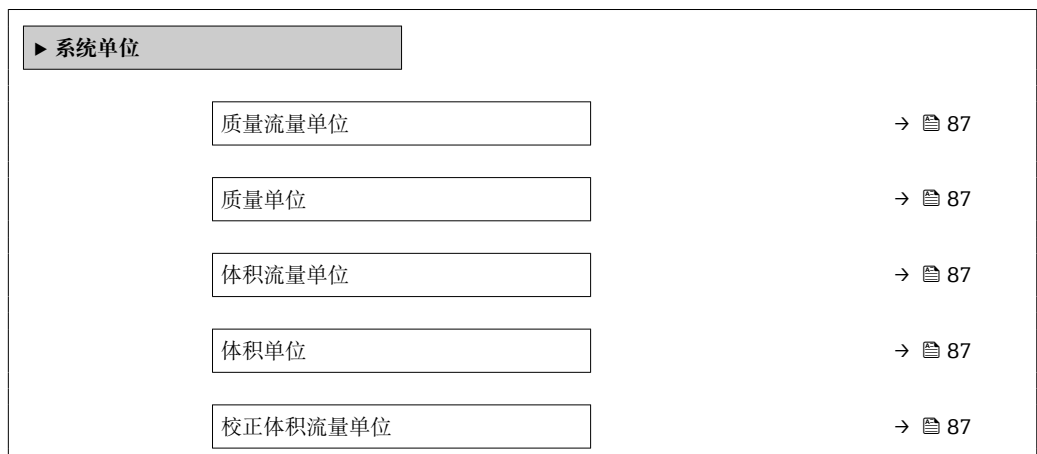 ▶ 系统单位
质量流量单位 → 87
质量单位 → 87
体积流量单位 → 87
体积单位 → 87
校正体积流量单位 → 87